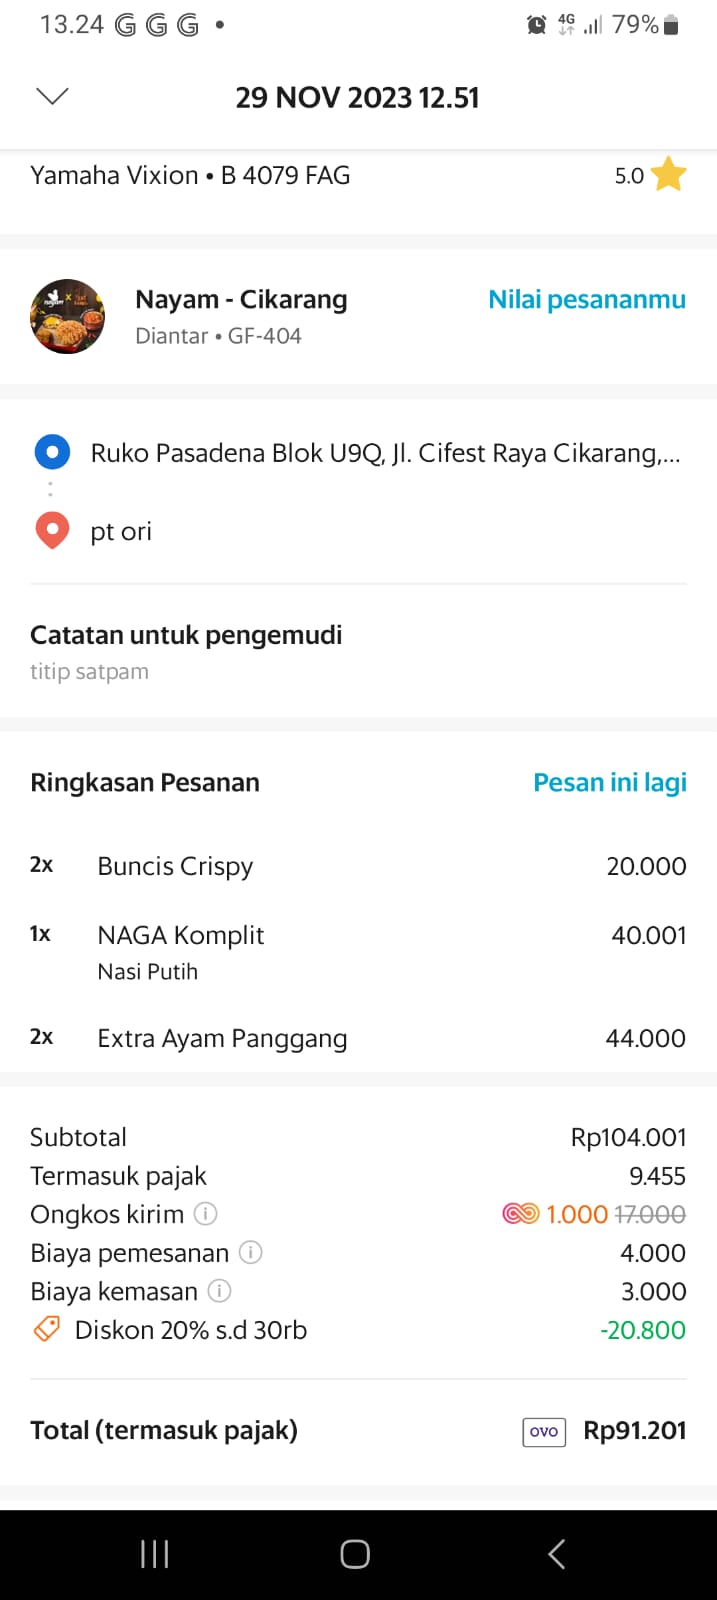 13.24 G G G •
4G 79%
29 NOV 2023 12.51
Yamaha Vixion • B 4079 FAG 5.0
Nayam - Cikarang Nilai pesananmu
Diantar • GF-404
Ruko Pasadena Blok U9Q, Jl. Cifest Raya Cikarang,...
pt ori
Catatan untuk pengemudi
titip satpam
Ringkasan Pesanan Pesan ini lagi
2x Buncis Crispy 20.000
1x NAGA Komplit 40.001
Nasi Putih
2x Extra Ayam Panggang 44.000
Subtotal Rp104.001
Termasuk pajak 9.455
Ongkos kirim 1.000 17.000
Biaya pemesanan 4.000
Biaya kemasan 3.000
Diskon 20% s.d 30rb -20.800
Total (termasuk pajak) OVO Rp91.201